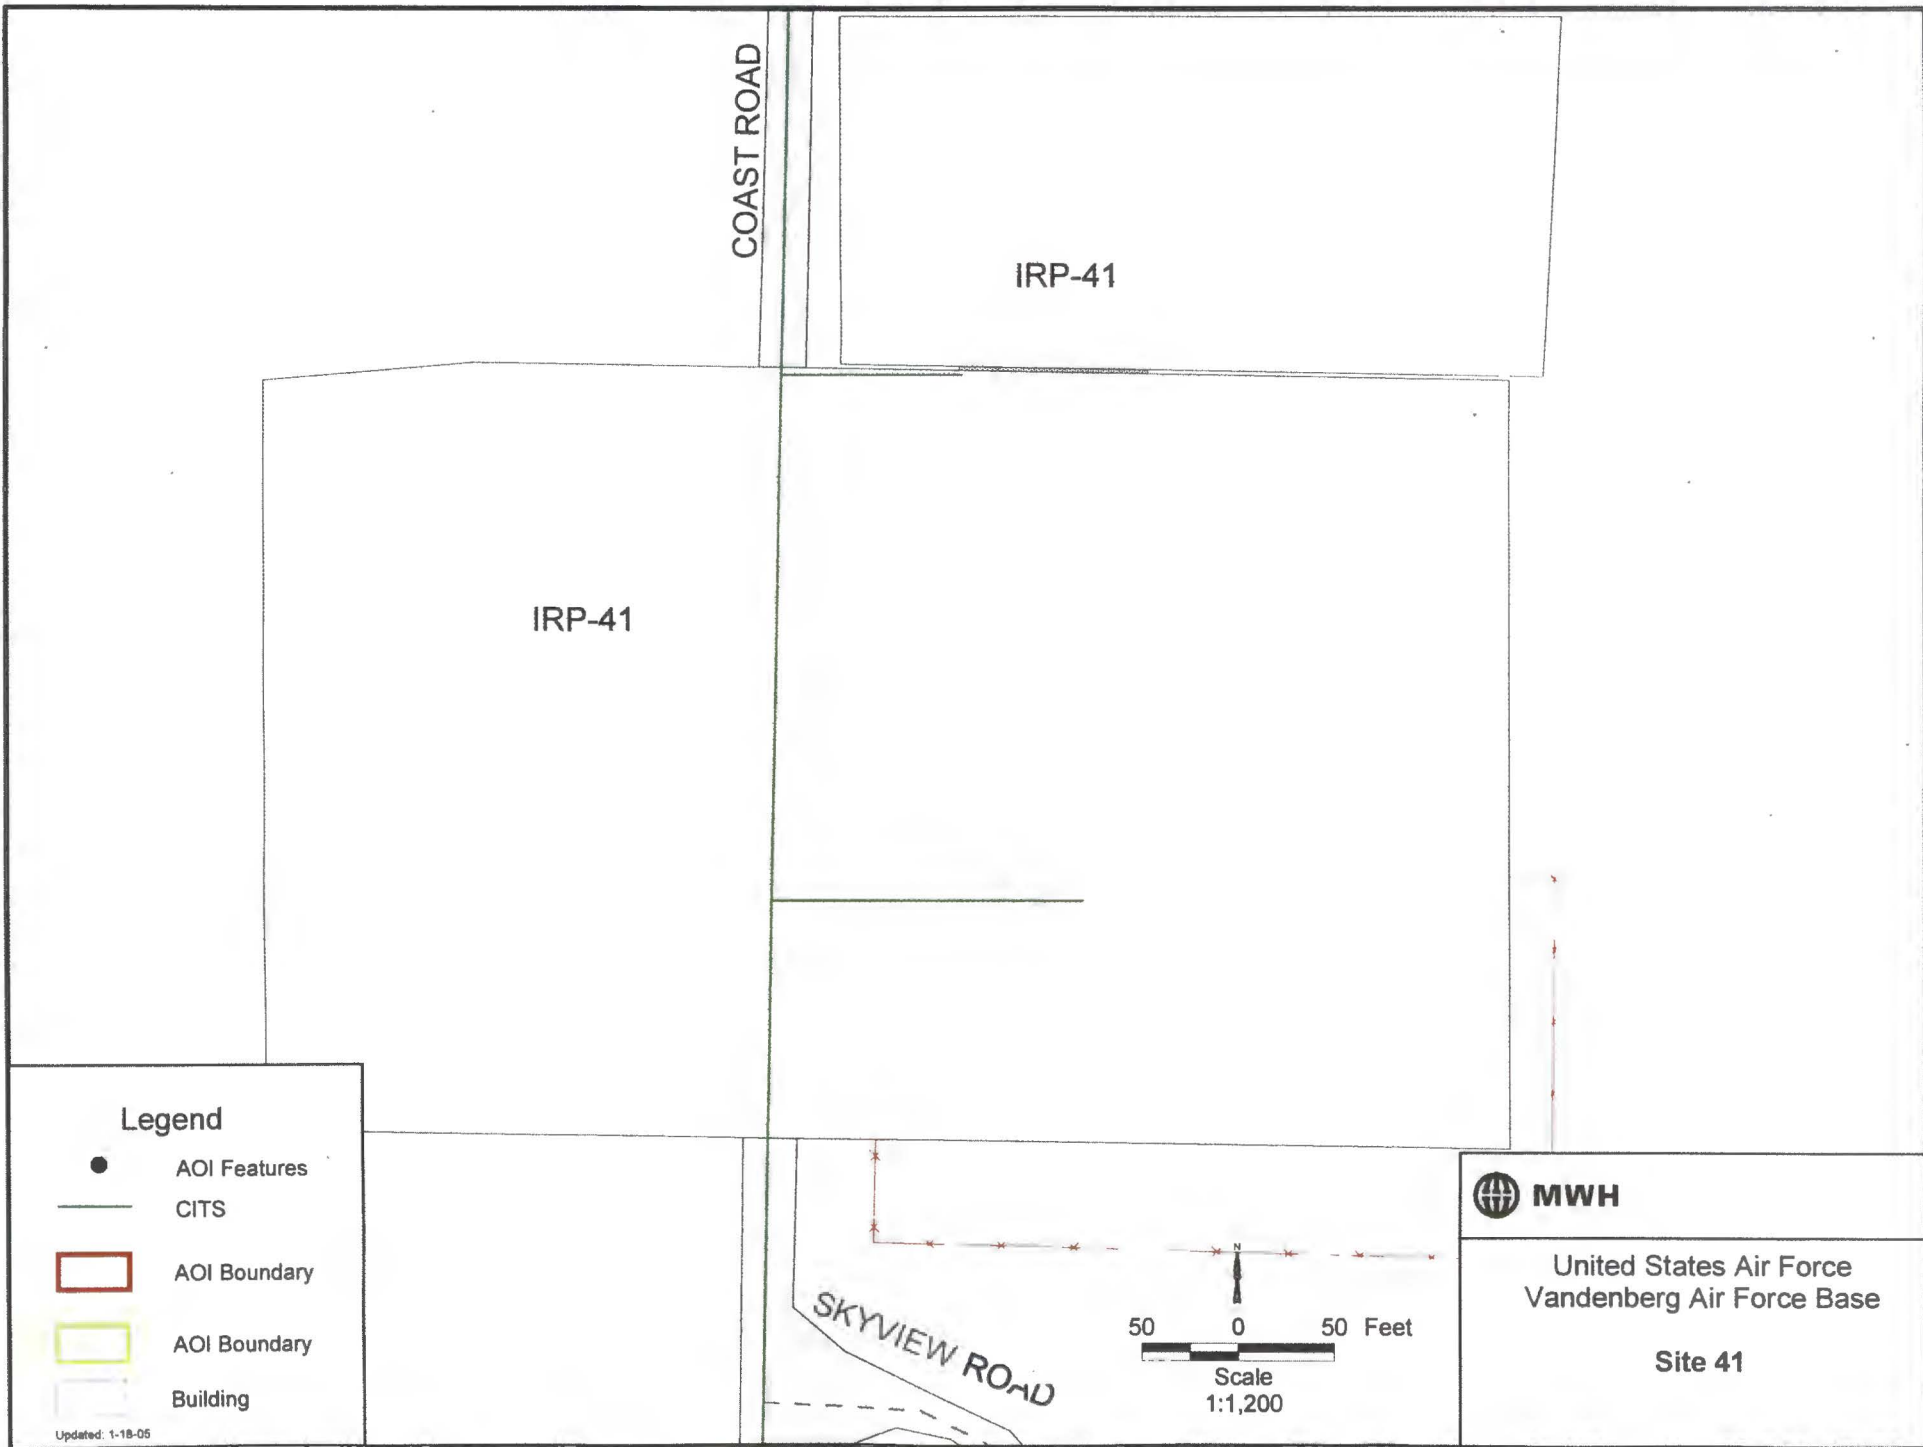 COAST ROAD
IRP-41
IRP-41
Legend
AOI Features
CITS
AOI Boundary
AOI Boundary
Building
Updated: 1-18-05
SKYVIEW ROAD
N
50 0 50 Feet
Scale
1:1,200
MWH
United States Air Force
Vandenberg Air Force Base
Site 41